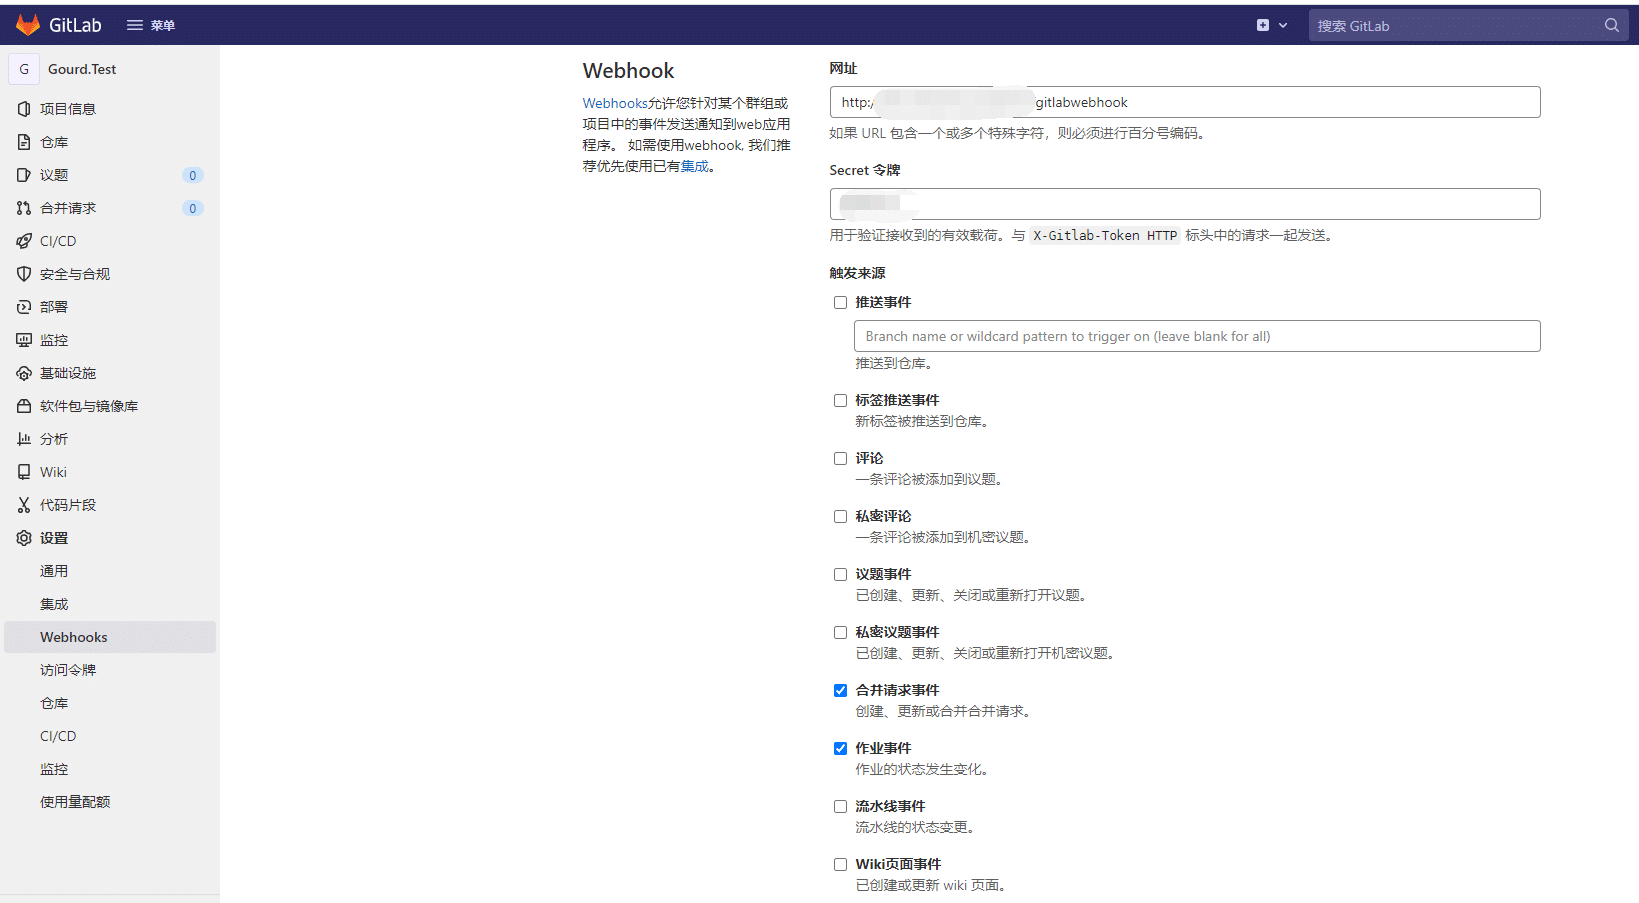 GitLab
菜单
搜索 GitLab
G
Gourd.Test
项目信息
仓库
议题
0
合并请求
0
CI/CD
安全与合规
部署
监控
基础设施
软件包与镜像库
分析
Wiki
代码片段
设置
通用
集成
Webhooks
访问令牌
仓库
CI/CD
监控
使用量配额
Webhook
Webhooks允许您针对某个群组或
项目中的事件发送通知到web应用
程序。 如需使用webhook, 我们推
荐优先使用已有集成。
网址
http:/
gitlabwebhook
如果 URL 包含一个或多个特殊字符，则必须进行百分号编码。
Secret 令牌
用于验证接收到的有效载荷。与 X-Gitlab-Token HTTP 标头中的请求一起发送。
触发来源
推送事件
Branch name or wildcard pattern to trigger on (leave blank for all)
推送到仓库。
标签推送事件
新标签被推送到仓库。
评论
一条评论被添加到议题。
私密评论
一条评论被添加到机密议题。
议题事件
已创建、更新、关闭或重新打开议题。
私密议题事件
已创建、更新、关闭或重新打开机密议题。
合并请求事件
创建、更新或合并合并请求。
作业事件
作业的状态发生变化。
流水线事件
流水线的状态变更。
Wiki页面事件
已创建或更新 wiki 页面。